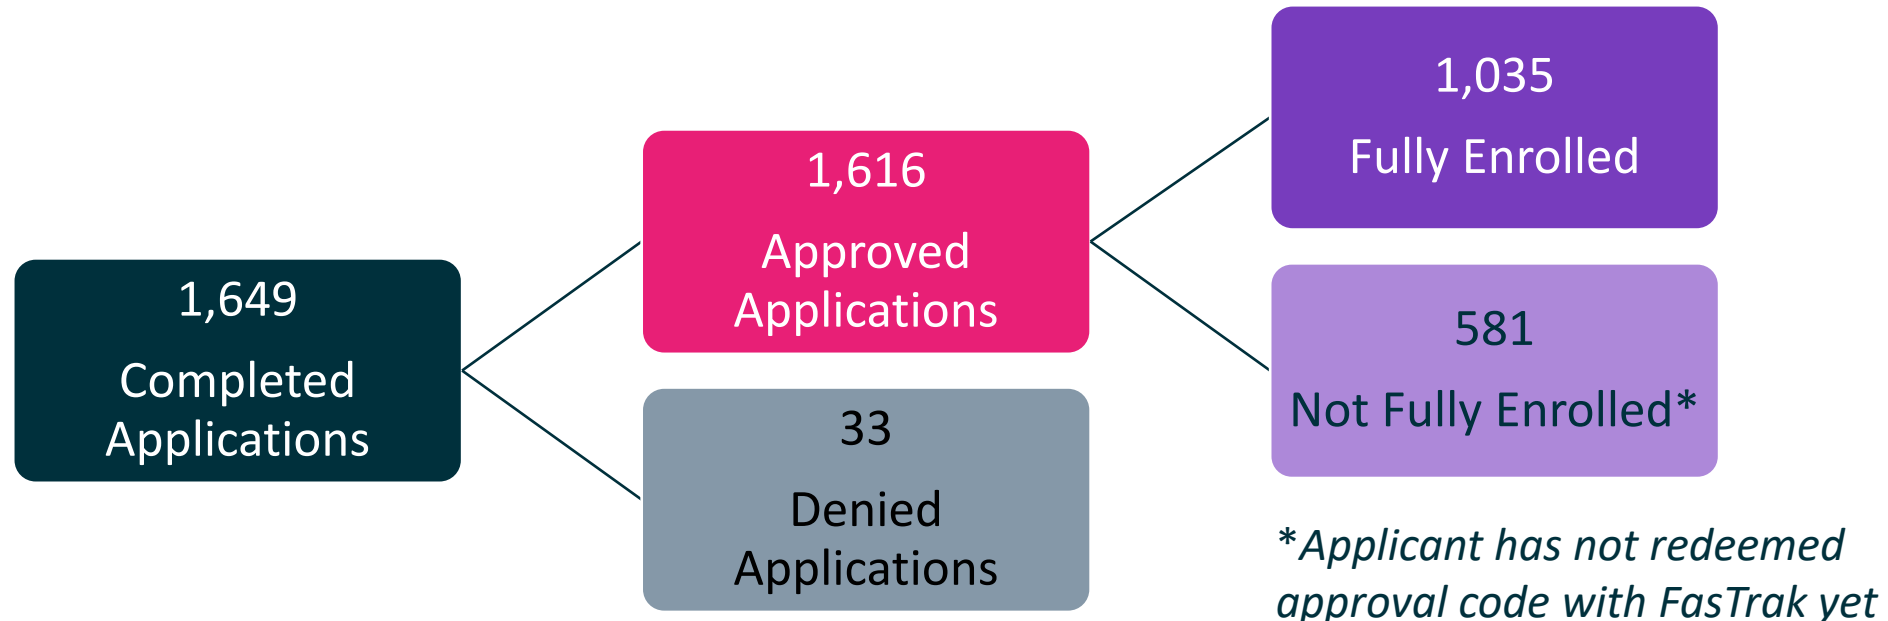 1,649
Completed
Applications
1,616
Approved
Applications
33
Denied
Applications
1,035
Fully Enrolled
581
Not Fully Enrolled*
*Applicant has not redeemed
approval code with FasTrak yet